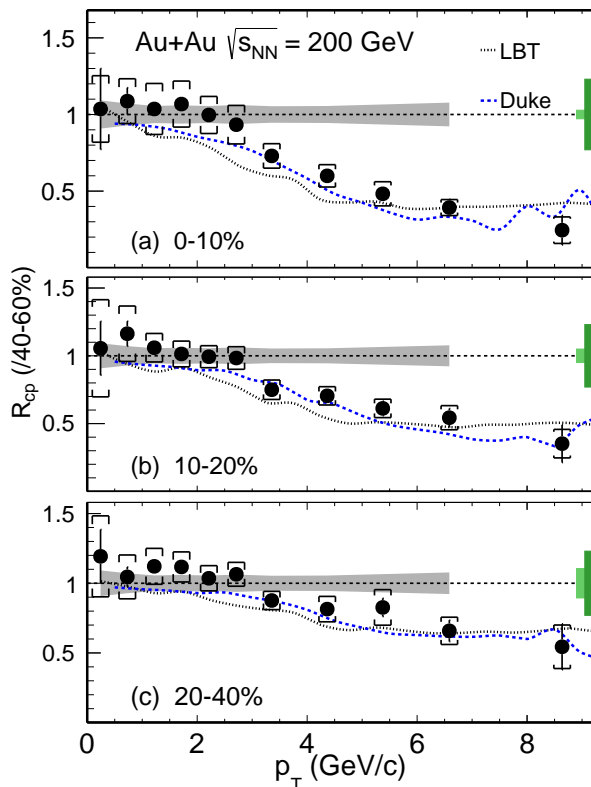 Au+Au √sNN = 200 GeV
LBT
Duke
1.5
1
0.5
(a) 0-10%
1.5
1
0.5
(b) 10-20%
1.5
1
0.5
(c) 20-40%
Rcp (/40-60%)
0 2 4 6 8
pT (GeV/c)